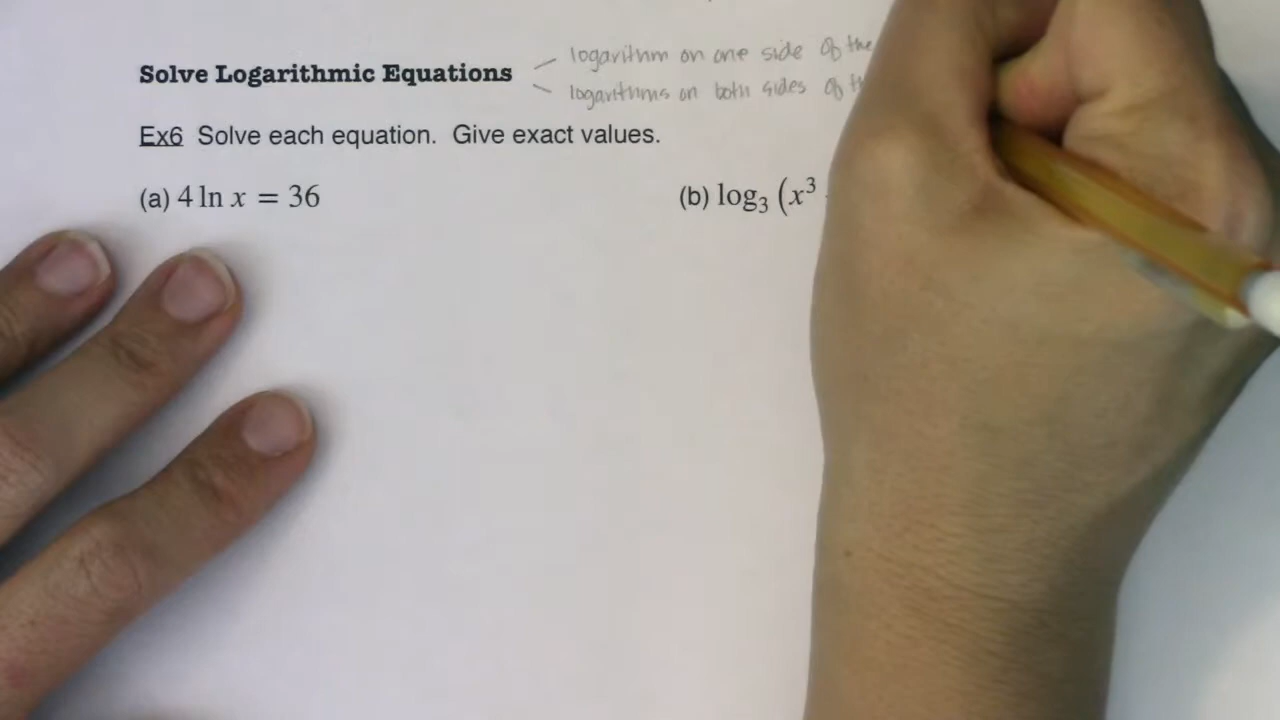 Solve Logarithmic Equations
logarithm on one side of the
logarithms on both sides of
Ex6 Solve each equation. Give exact values.
(a) 4 ln x = 36
(b) log₃ (x³